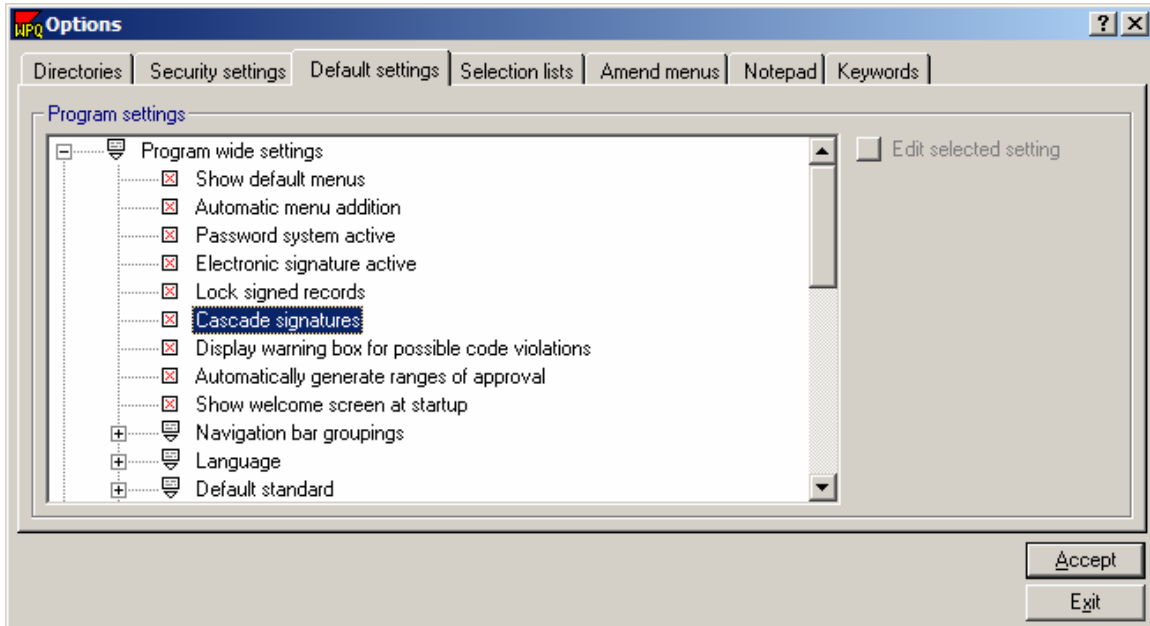 WPQ Options
Directories Security settings Default settings Selection lists Amend menus Notepad Keywords
Program settings
Program wide settings
Edit selected setting
Show default menus
Automatic menu addition
Password system active
Electronic signature active
Lock signed records
Cascade signatures
Display warning box for possible code violations
Automatically generate ranges of approval
Show welcome screen at startup
Navigation bar groupings
Language
Default standard
Accept
Exit